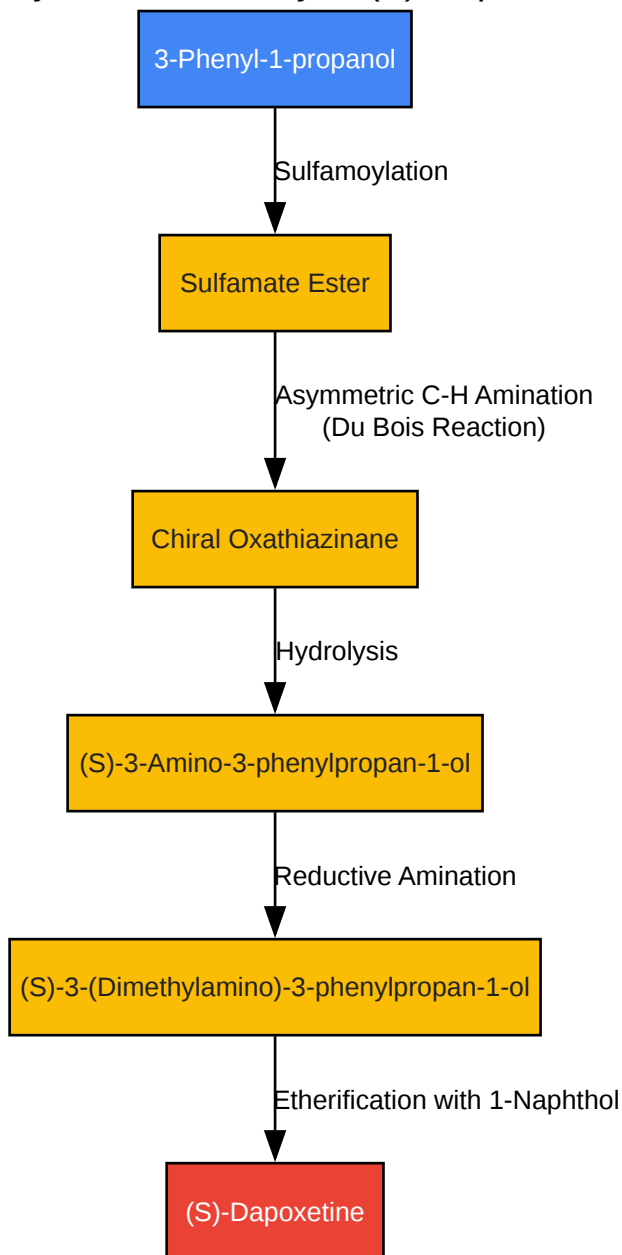 3-Phenyl-1-propanol
Sulfamoylation
Sulfamate Ester
Asymmetric C-H Amination
(Du Bois Reaction)
Chiral Oxathiazinane
Hydrolysis
(S)-3-Amino-3-phenylpropan-1-ol
Reductive Amination
(S)-3-(Dimethylamino)-3-phenylpropan-1-ol
Etherification with 1-Naphthol
(S)-Dapoxetine